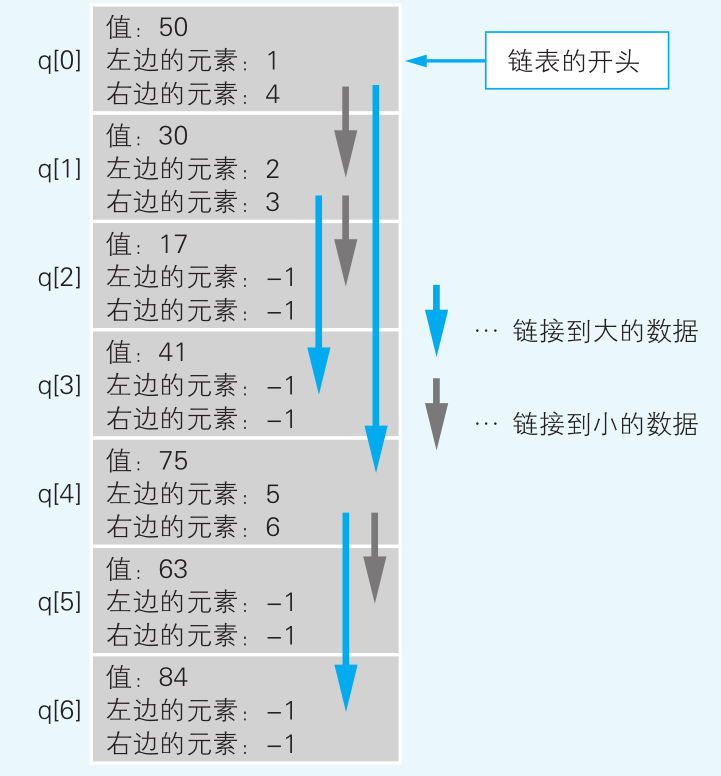 值：50
q[0] 左边的元素：1
右边的元素：4
链表的开头
值：30
q[1] 左边的元素：2
右边的元素：3
值：17
q[2] 左边的元素：-1
右边的元素：-1
值：41
q[3] 左边的元素：-1
右边的元素：-1
值：75
q[4] 左边的元素：5
右边的元素：6
值：63
q[5] 左边的元素：-1
右边的元素：-1
值：84
q[6] 左边的元素：-1
右边的元素：-1
… 链接到大的数据
… 链接到小的数据